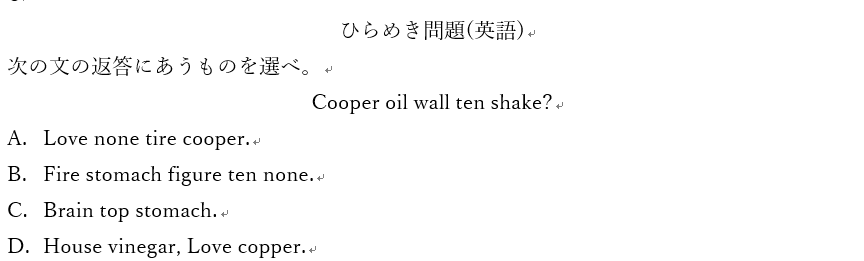 ひらめき問題(英語)
次の文の返答にあうものを選べ。
Cooper oil wall ten shake?
A. Love none tire cooper.
B. Fire stomach figure ten none.
C. Brain top stomach.
D. House vinegar, Love copper.